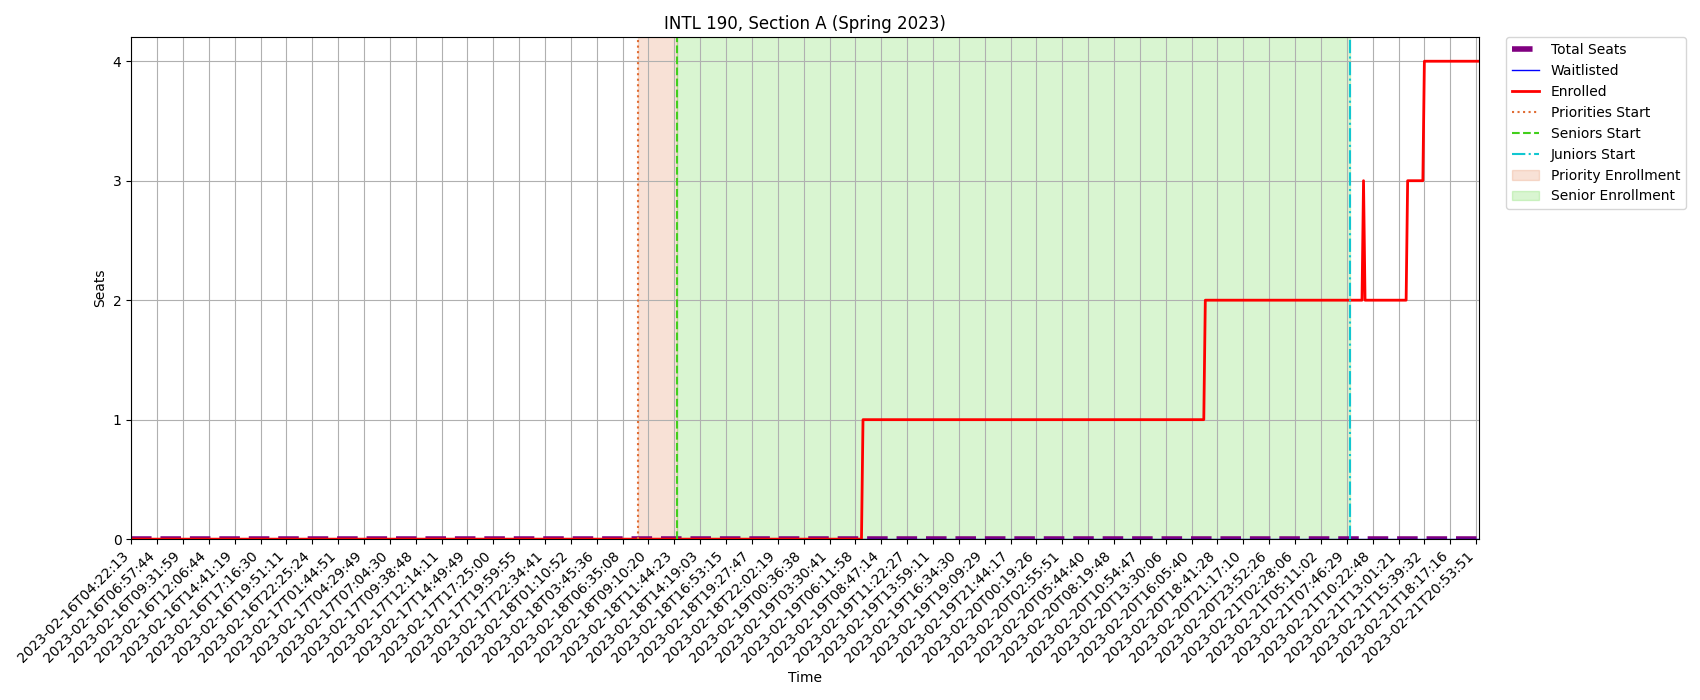 INTL 190, Section A (Spring 2023)
Total Seats
Waitlisted
Enrolled
Priorities Start
Seniors Start
Juniors Start
Priority Enrollment
Senior Enrollment
Seats
4
3
2
1
0
2023-02-16T04:22:13
2023-02-16T06:57:44
2023-02-16T09:31:59
2023-02-16T12:06:44
2023-02-16T14:41:19
2023-02-16T17:16:30
2023-02-16T19:51:11
2023-02-16T22:25:24
2023-02-17T01:44:51
2023-02-17T04:29:49
2023-02-17T07:04:30
2023-02-17T09:38:48
2023-02-17T12:14:11
2023-02-17T14:49:49
2023-02-17T17:25:00
2023-02-17T19:59:55
2023-02-17T22:34:41
2023-02-18T01:10:52
2023-02-18T03:45:36
2023-02-18T06:35:08
2023-02-18T09:10:20
2023-02-18T11:44:23
2023-02-18T14:19:03
2023-02-18T16:53:15
2023-02-18T19:27:47
2023-02-18T22:02:19
2023-02-19T00:36:38
2023-02-19T03:30:41
2023-02-19T06:11:58
2023-02-19T08:47:14
2023-02-19T11:22:27
2023-02-19T13:59:11
2023-02-19T16:34:30
2023-02-19T19:09:29
2023-02-19T21:44:17
2023-02-20T00:19:26
2023-02-20T02:55:51
2023-02-20T05:44:40
2023-02-20T08:19:48
2023-02-20T10:54:47
2023-02-20T13:30:06
2023-02-20T16:05:40
2023-02-20T18:41:28
2023-02-20T21:17:10
2023-02-20T23:52:26
2023-02-21T02:28:06
2023-02-21T05:11:02
2023-02-21T07:46:29
2023-02-21T10:22:48
2023-02-21T13:01:21
2023-02-21T15:39:32
2023-02-21T18:17:16
2023-02-21T20:53:51
Time